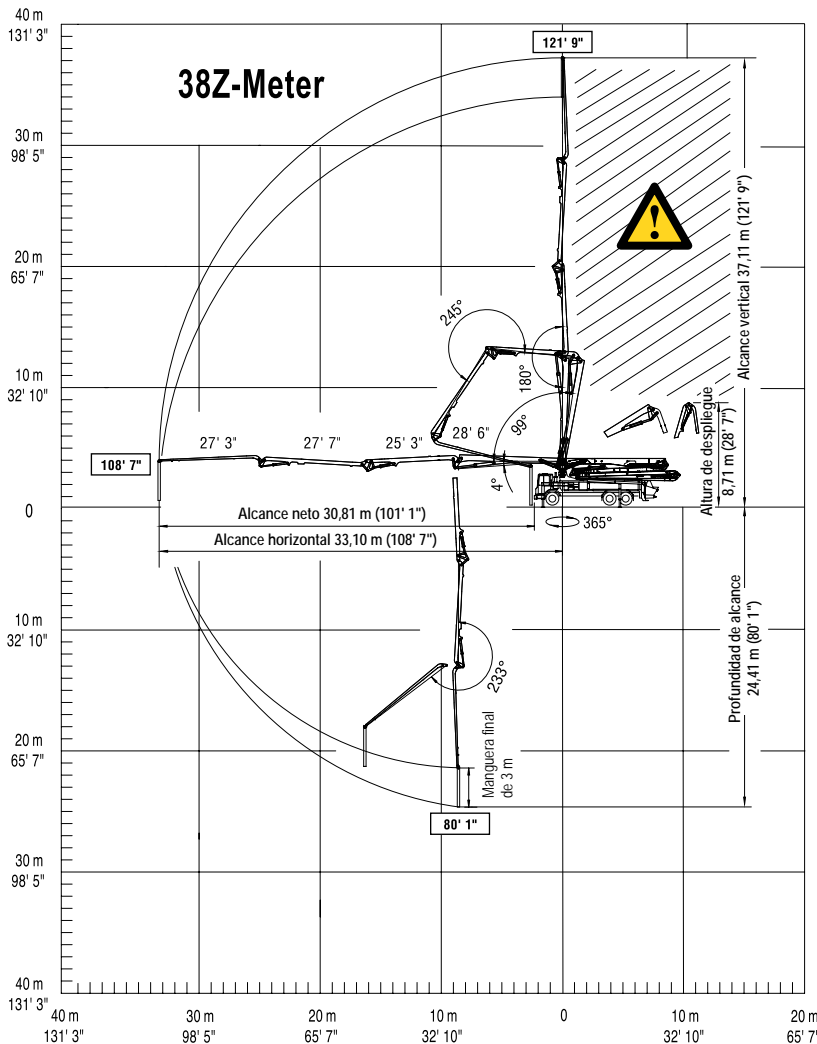 40 m
131' 3"
121' 9"
38Z-Meter
30 m
98' 5"
20 m
65' 7"
Alcance vertical 37,11 m (121' 9")
245°
180°
10 m
32' 10"
99°
27' 3"
27' 7"
25' 3"
28' 6"
108' 7"
4°
Altura de despliegue
8,71 m (28' 7")
0
Alcance neto 30,81 m (101' 1")
365°
Alcance horizontal 33,10 m (108' 7")
10 m
32' 10"
233°
Profundidad de alcance
24,41 m (80' 1")
20 m
65' 7"
Manguera final
de 3 m
80' 1"
30 m
98' 5"
40 m
131' 3"
40 m
131' 3"
30 m
98' 5"
20 m
65' 7"
10 m
32' 10"
0
10 m
32' 10"
20 m
65' 7"